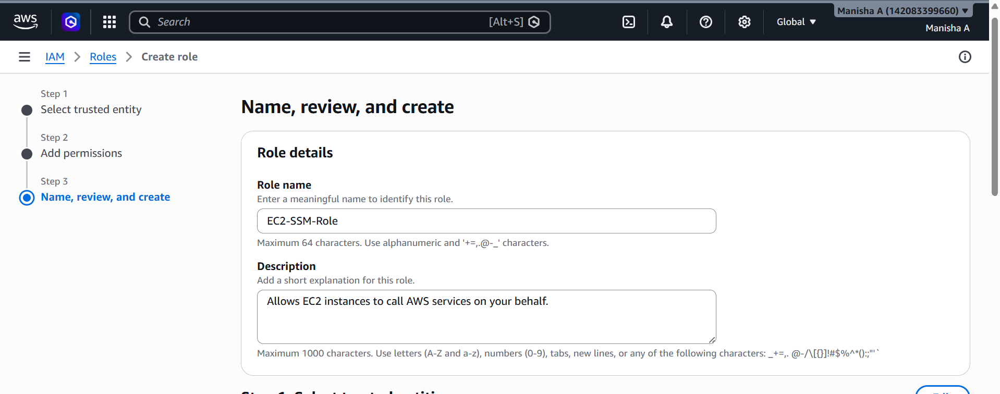 aws
Search
[Alt+S]
Global
Manisha A (142083399660)
Manisha A
IAM
Roles
Create role
Step 1
Select trusted entity
Step 2
Add permissions
Step 3
Name, review, and create
Name, review, and create
Role details
Role name
Enter a meaningful name to identify this role.
EC2-SSM-Role
Maximum 64 characters. Use alphanumeric and '+=,.@-_' characters.
Description
Add a short explanation for this role.
Allows EC2 instances to call AWS services on your behalf.
Maximum 1000 characters. Use letters (A-Z and a-z), numbers (0-9), tabs, new lines, or any of the following characters: _+=,. @-/\[{}]!#$%^*();:"'`